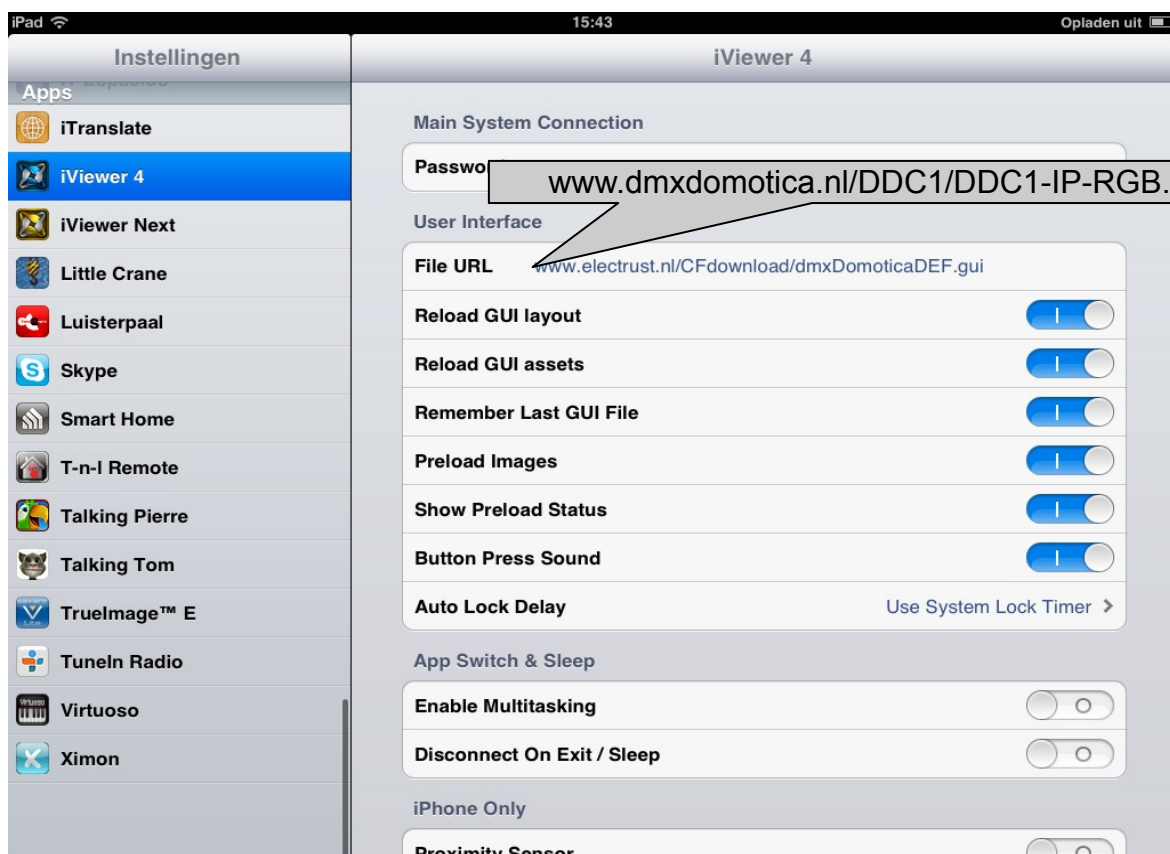 iPad 15:43 Opladen uit
Instellingen
iViewer 4
Apps
iTranslate
iViewer 4
iViewer Next
Little Crane
Luisterpaal
Skype
Smart Home
T-n-I Remote
Talking Pierre
Talking Tom
TrueImage™ E
TuneIn Radio
Virtuoso
Ximon
Main System Connection
www.dmxdomotica.nl/DDC1/DDC1-IP-RGB.
User Interface
File URL www.electrust.nl/CFdownload/dmxDomoticaDEF.gui
Reload GUI layout
Reload GUI assets
Remember Last GUI File
Preload Images
Show Preload Status
Button Press Sound
Auto Lock Delay Use System Lock Timer >
App Switch & Sleep
Enable Multitasking
Disconnect On Exit / Sleep
iPhone Only
Proximity Sensor